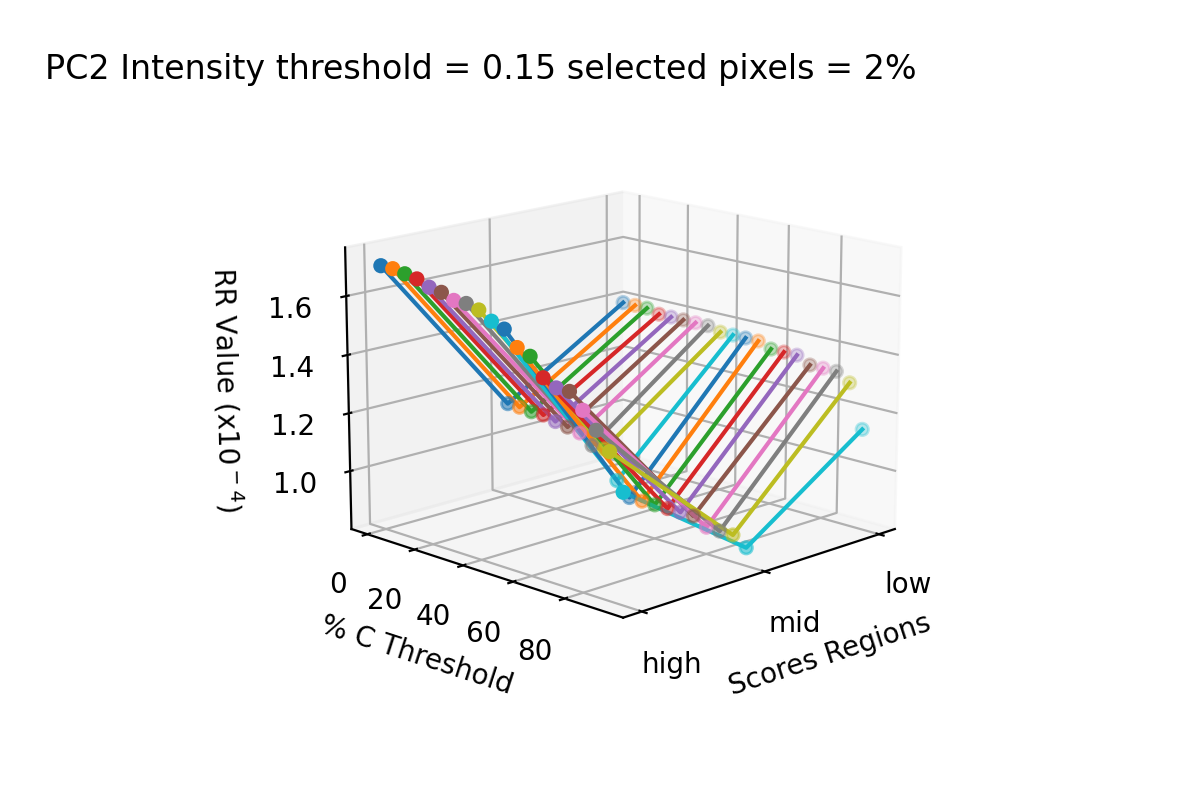 PC2 Intensity threshold = 0.15 selected pixels = 2%
RR Value (x10⁻⁴)
1.6
1.4
1.2
1.0
0
20
40
60
80
% C Threshold
high
mid
low
Scores Regions